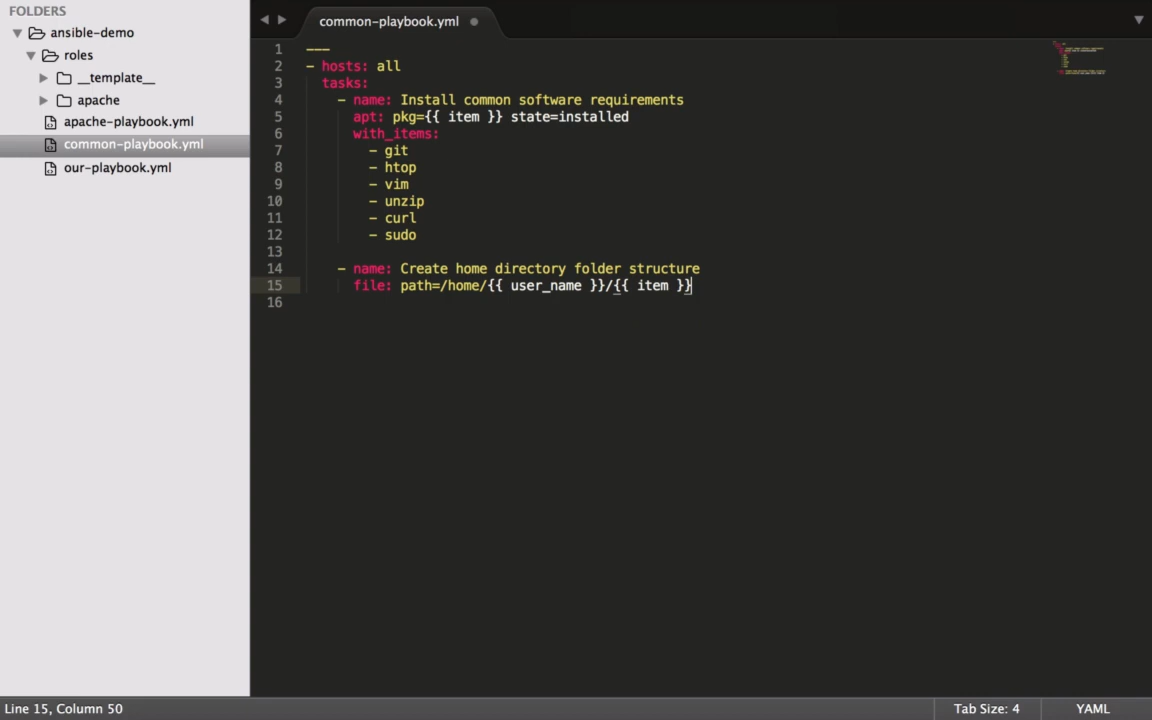 FOLDERS
ansible-demo
roles
__template__
apache
apache-playbook.yml
common-playbook.yml
our-playbook.yml
common-playbook.yml
1 ---
2 - hosts: all
3 tasks:
4 - name: Install common software requirements
5 apt: pkg={{ item }} state=installed
6 with_items:
7 - git
8 - htop
9 - vim
10 - unzip
11 - curl
12 - sudo
13
14 - name: Create home directory folder structure
15 file: path=/home/{{ user_name }}/{{ item }}
16
Line 15, Column 50
Tab Size: 4
YAML